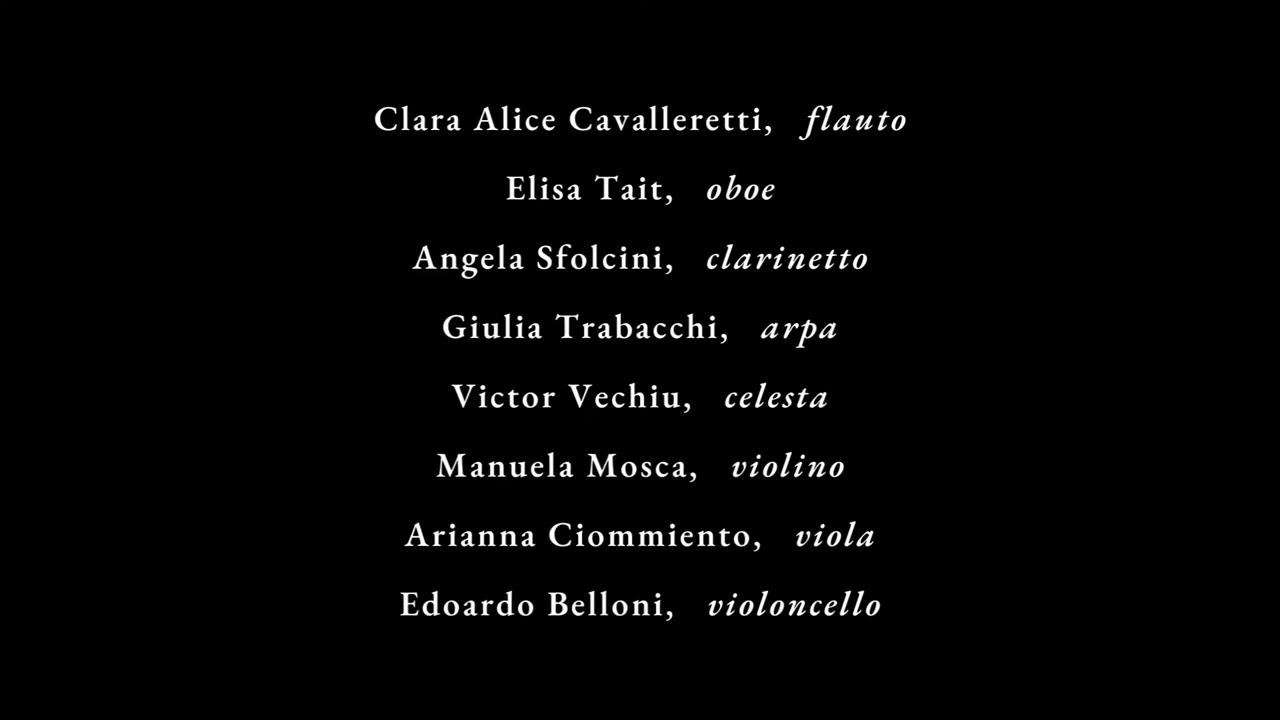 Clara Alice Cavalleretti, flauto
Elisa Tait, oboe
Angela Sfolcini, clarinetto
Giulia Trabacchi, arpa
Victor Vechiu, celesta
Manuela Mosca, violino
Arianna Ciommiento, viola
Edoardo Belloni, violoncello